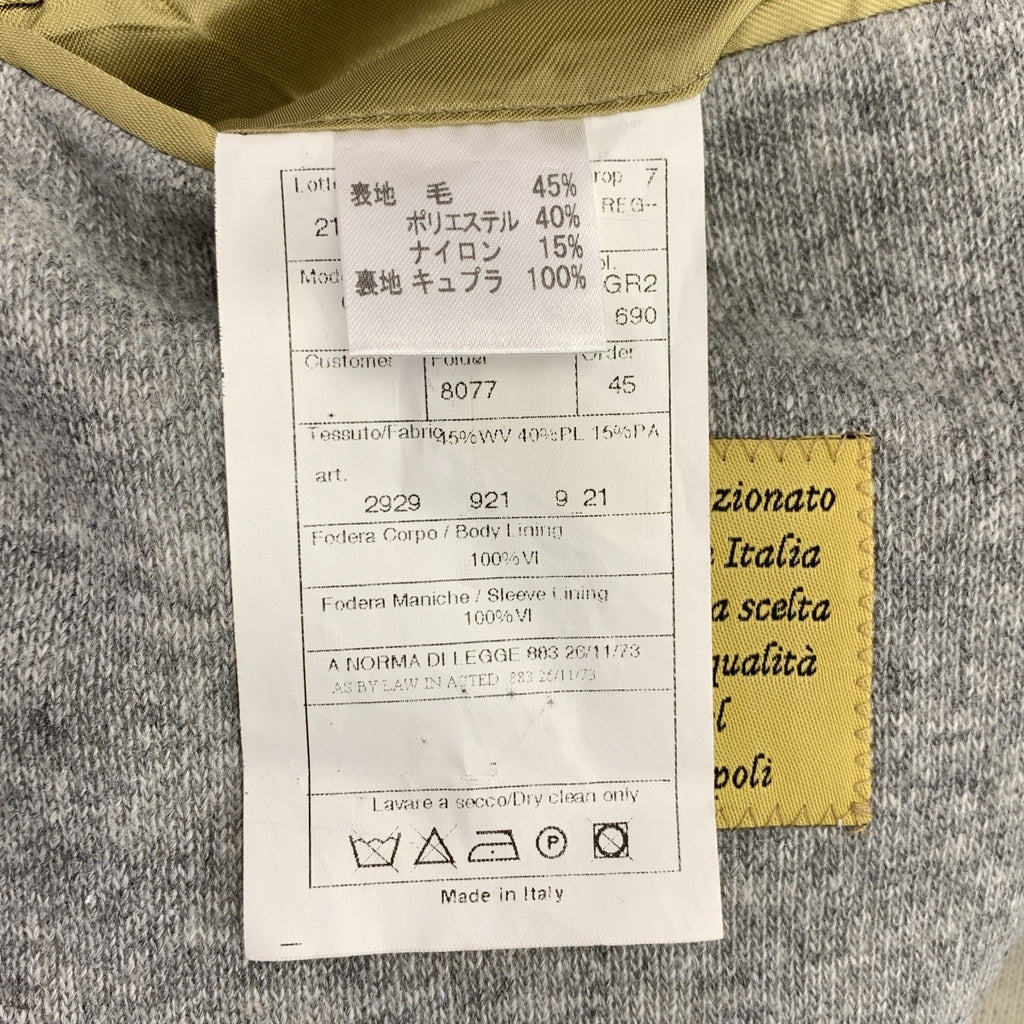 表地 毛 45%
ポリエステル 40%
ナイロン 15%
裏地 キュプラ 100%
7
21
REG--
GR2
690
Customer Folder Order
8077 45
Tessuto/Fabric 45%WV 40%PL 15%PA
art.
2929 921 9 21
Fodera Corpo / Body Lining
100%VI
Fodera Maniche / Sleeve Lining
100%VI
A NORMA DI LEGGE 883 26/11/73
AS BY LAW IN ACTED 883 26/11/73
Lavare a secco/Dry clean only
P
Made in Italy
zionato
Italia
a scelta
qualità
poli